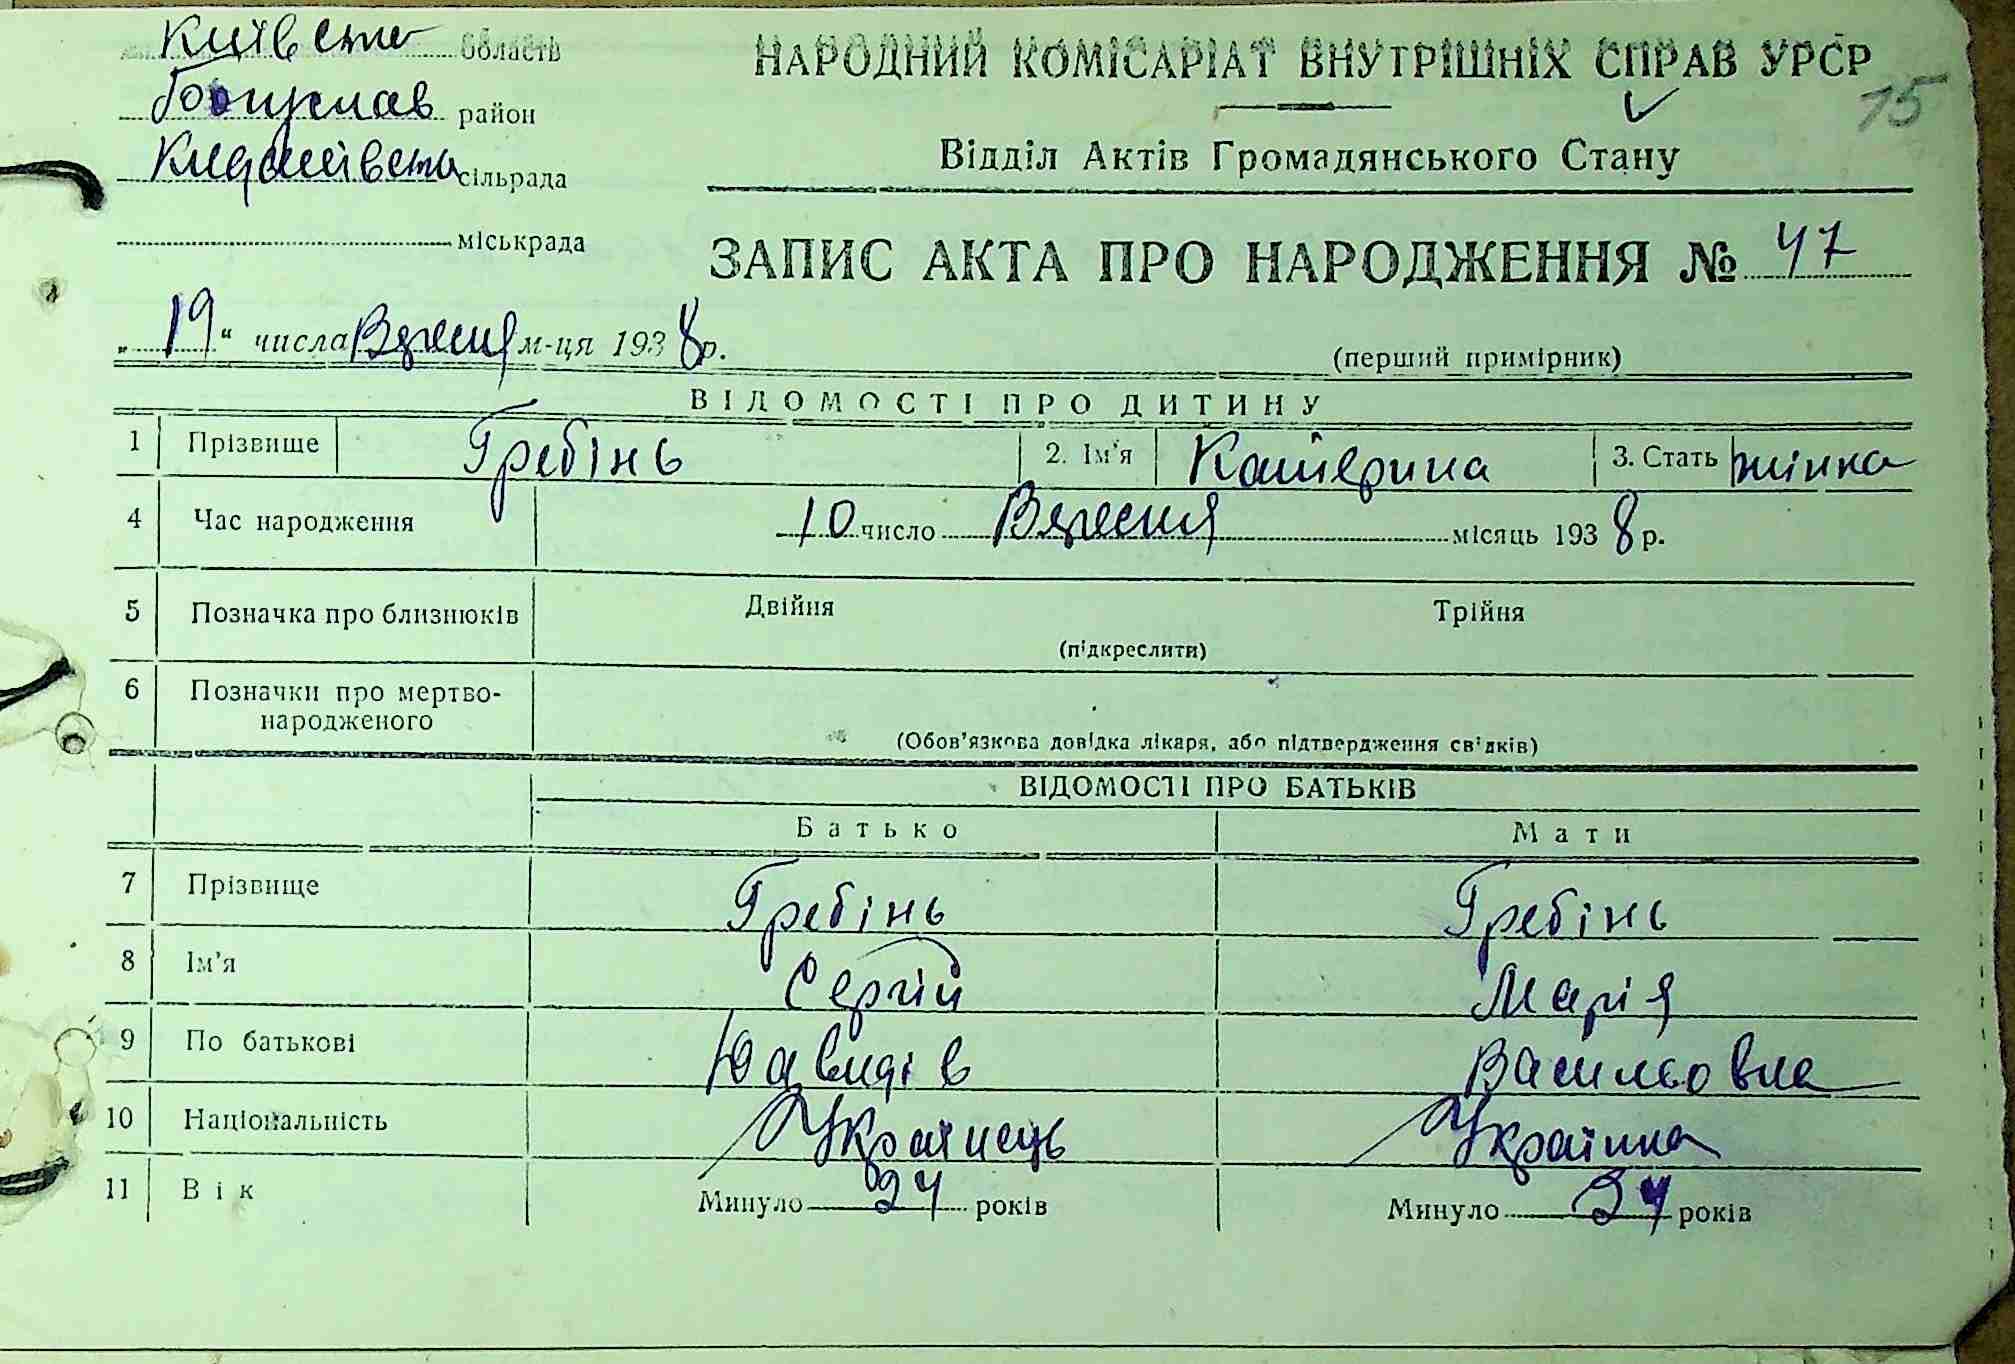 Київська область
Богуслав район
Кидашівська сільрада
міськрада
НАРОДНИЙ КОМІСАРІАТ ВНУТРІШНІХ СПРАВ УРСР
15
Відділ Актів Громадянського Стану
ЗАПИС АКТА ПРО НАРОДЖЕННЯ № 47
„19“ числа Вересня м-ця 1938 р.
(перший примірник)
ВІДОМОСТІ ПРО ДИТИНУ
1 Прізвище Гребінь 2. Ім'я Катерина 3. Стать жінка
4 Час народження 10 число Вересня місяць 1938 р.
5 Позначка про близнюків Двійня Трійня
(підкреслити)
6 Позначки про мертво-
народженого
(Обов'язкова довідка лікаря, або підтвердження свідків)
ВІДОМОСТІ ПРО БАТЬКІВ
Батько Мати
7 Прізвище Гребінь Гребінь
8 Ім'я Сергій Марія
9 По батькові Давидів Васильовна
10 Національність Українець Українка
11 Вік Минуло 24 років Минуло 24 років